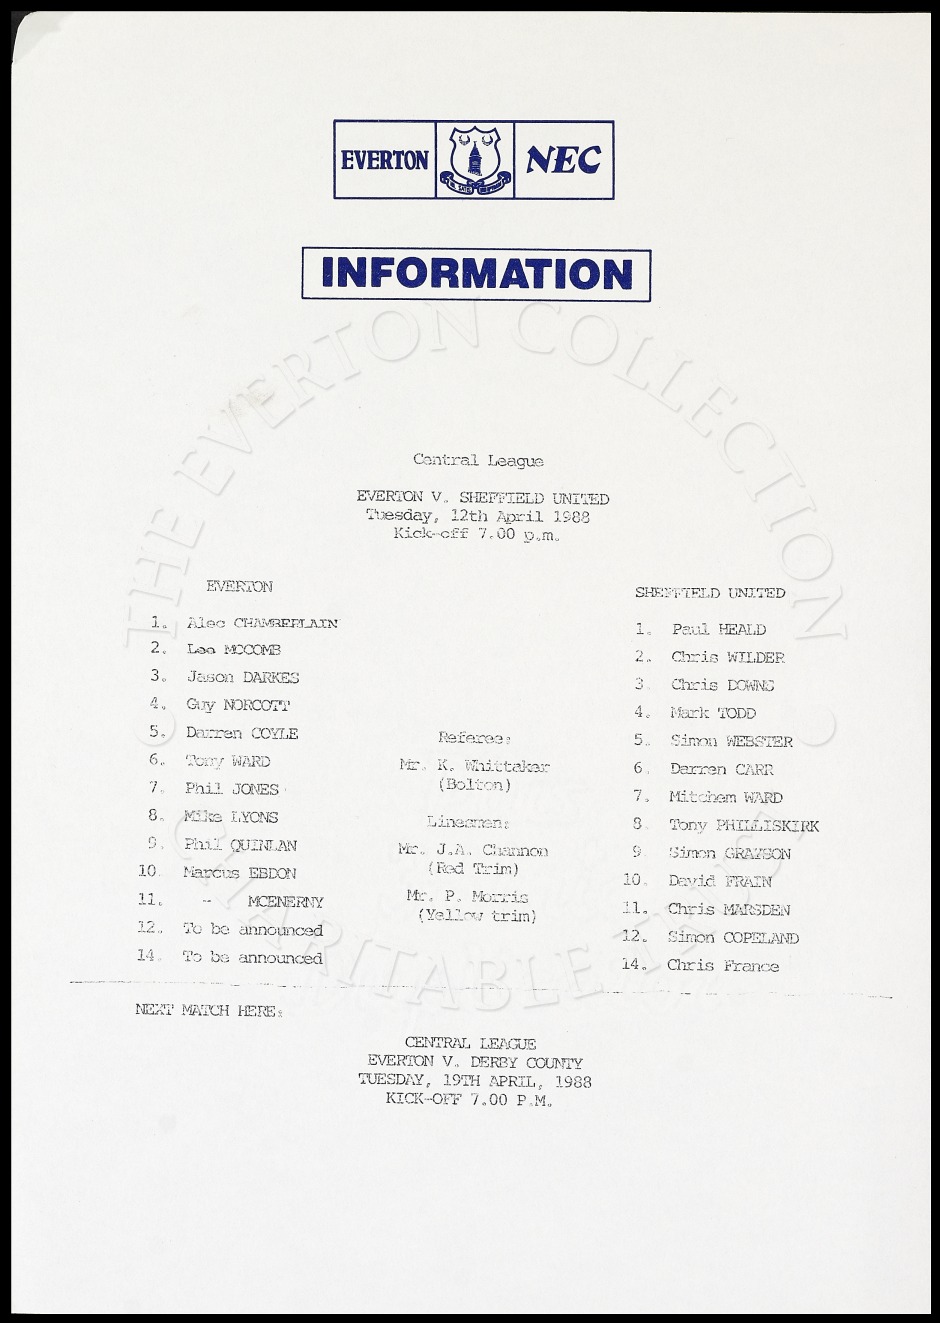 EVERTON
NEC
INFORMATION
THE EVERTON COLLECTION
CHARITABLE TRUST
Central League
EVERTON V. SHEFFIELD UNITED
Tuesday, 12th April 1988
Kick-off 7.00 p.m.
EVERTON
1. Alec CHAMBERLAIN
2. Lee MCCOMB
3. Jason DARKES
4. Guy NORCOTT
5. Darren COYLE
6. Tony WARD
7. Phil JONES
8. Mike LYONS
9. Phil QUINLAN
10. Marcus EBDON
11. - MCENERNY
12. To be announced
14. To be announced
Referee:
Mr. K. Whittaker
(Bolton)
Linesmen:
Mr. J.A. Channon
(Red Trim)
Mr. P. Morris
(Yellow trim)
SHEFFIELD UNITED
1. Paul HEALD
2. Chris WILDER
3. Chris DOWNS
4. Mark TODD
5. Simon WEBSTER
6. Darren CARR
7. Mitchem WARD
8. Tony PHILLISKIRK
9. Simon GRAYSON
10. David FRAIN
11. Chris MARSDEN
12. Simon COPELAND
14. Chris France
NEXT MATCH HERE:
CENTRAL LEAGUE
EVERTON V. DERBY COUNTY
TUESDAY, 19TH APRIL, 1988
KICK-OFF 7.00 P.M.